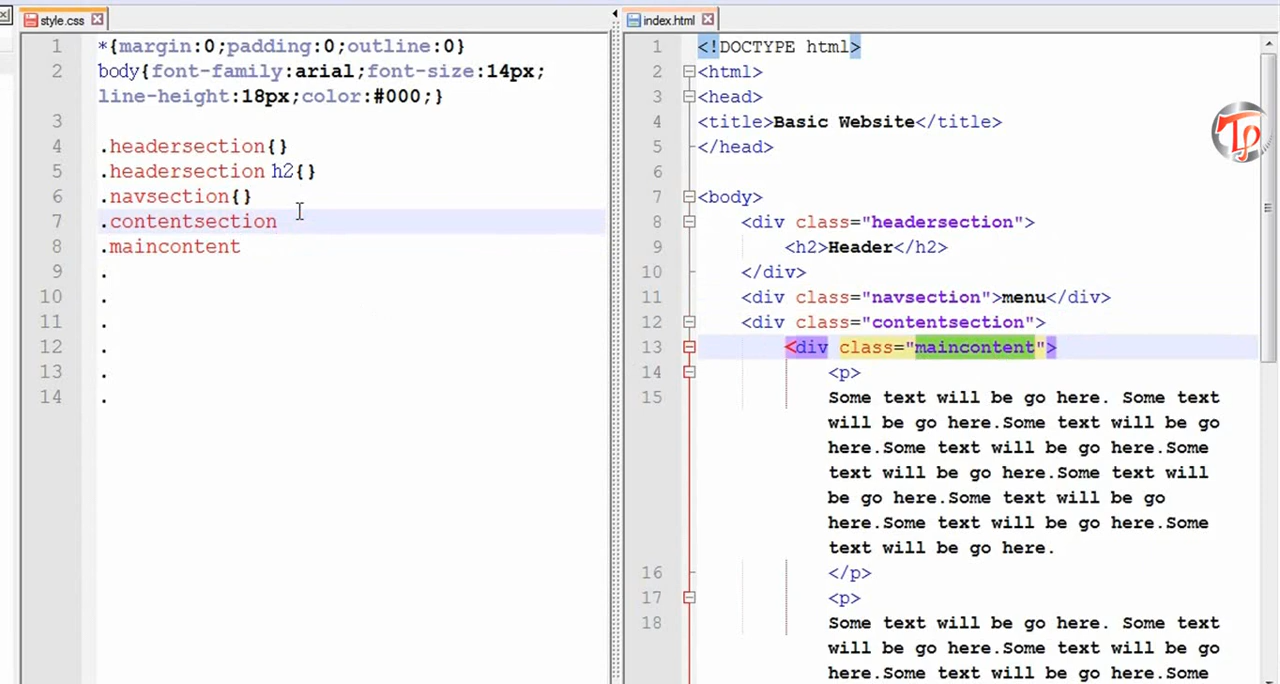 style.css
1 *{margin:0;padding:0;outline:0}
2 body{font-family:arial;font-size:14px;
line-height:18px;color:#000;}
3
4 .headersection{}
5 .headersection h2{}
6 .navsection{}
7 .contentsection
8 .maincontent
9 .
10 .
11 .
12 .
13 .
14 .
index.html
1 <!DOCTYPE html>
2 <html>
3 <head>
4 <title>Basic Website</title>
5 </head>
6
7 <body>
8 <div class="headersection">
9 <h2>Header</h2>
10 </div>
11 <div class="navsection">menu</div>
12 <div class="contentsection">
13 <div class="maincontent">
14 <p>
15 Some text will be go here. Some text
will be go here.Some text will be go
here.Some text will be go here.Some
text will be go here.Some text will
be go here.Some text will be go
here.Some text will be go here.Some
text will be go here.
16 </p>
17 <p>
18 Some text will be go here. Some text
will be go here.Some text will be go
here.Some text will be go here.Some
Tp